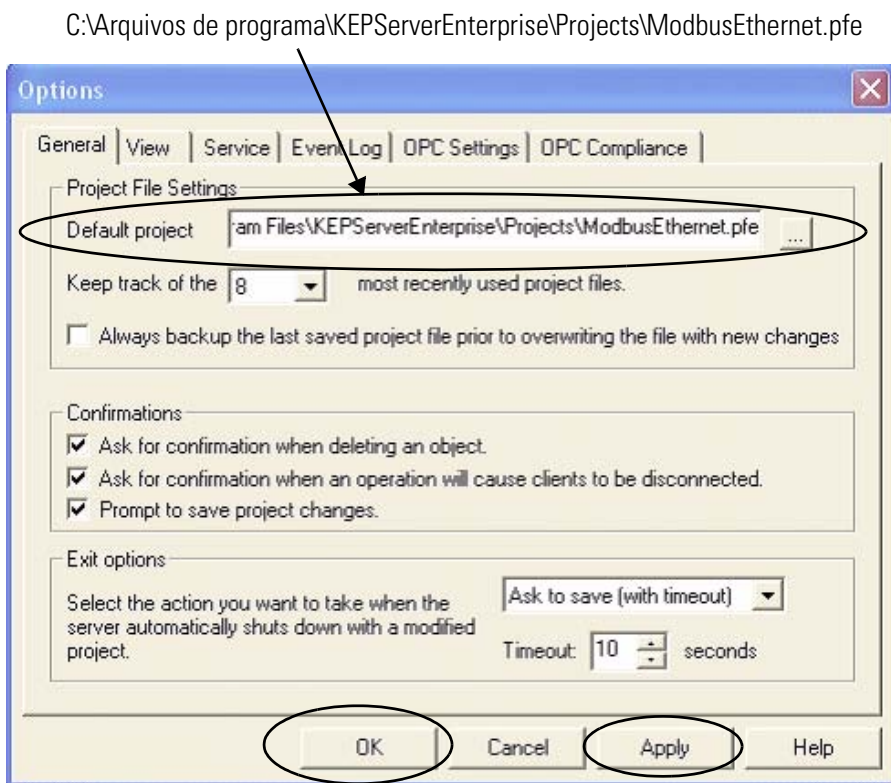 C:\Arquivos de programa\KEPServerEnterprise\Projects\ModbusEthernet.pfe
Options
General View Service Event Log OPC Settings OPC Compliance
Project File Settings
Default project ram Files\KEPServerEnterprise\Projects\ModbusEthernet.pfe ...
Keep track of the 8 most recently used project files.
Always backup the last saved project file prior to overwriting the file with new changes
Confirmations
Ask for confirmation when deleting an object.
Ask for confirmation when an operation will cause clients to be disconnected.
Prompt to save project changes.
Exit options
Select the action you want to take when the
server automatically shuts down with a modified
project.
Ask to save (with timeout)
Timeout: 10 seconds
OK Cancel Apply Help